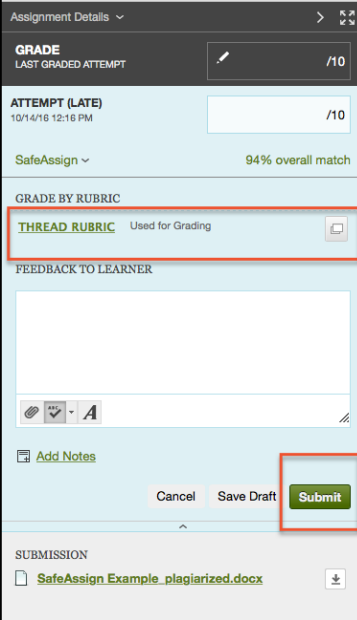 Assignment Details
GRADE
LAST GRADED ATTEMPT
/10
ATTEMPT (LATE)
10/14/16 12:16 PM
/10
SafeAssign
94% overall match
GRADE BY RUBRIC
THREAD RUBRIC Used for Grading
FEEDBACK TO LEARNER
ABC
A
Add Notes
Cancel Save Draft Submit
SUBMISSION
SafeAssign Example_plagiarized.docx